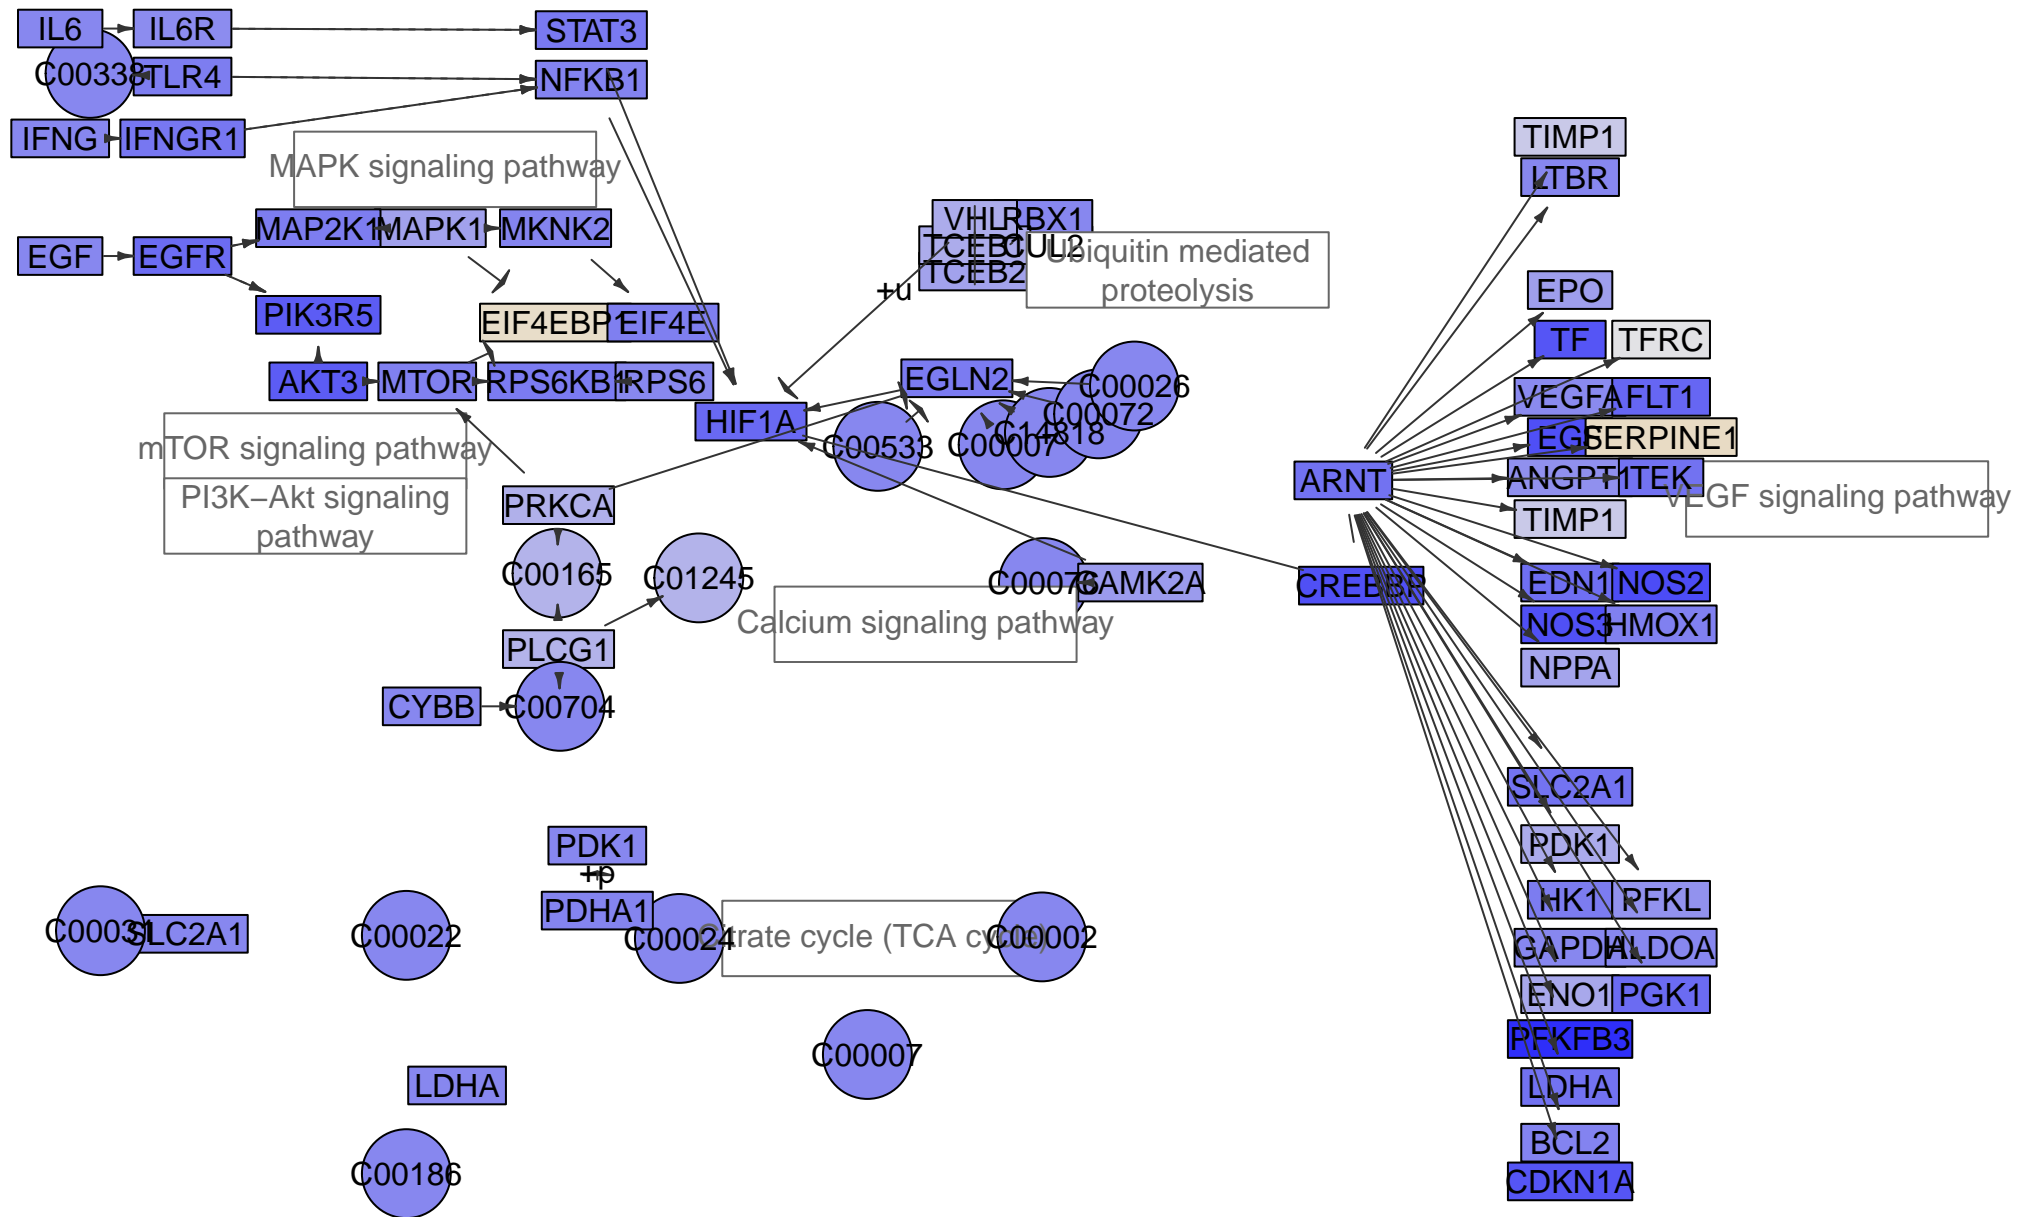 IL6
IL6R
STAT3
C00338
TLR4
NFKB1
IFNG
IFNGR1
TIMP1
MAPK signaling pathway
LTBR
VHL
RBX1
MAP2K1
MAPK1
MKNK2
TCEB1
CUL2
EGF
EGFR
Ubiquitin mediated
proteolysis
TCEB2
+u
EPO
PIK3R5
EIF4EBP1
EIF4E
TF
TFRC
AKT3
MTOR
RPS6KB1
RPS6
EGLN2
C00026
VEGFA
FLT1
HIF1A
C00072
C14818
C00007
C00533
EGF
SERPINE1
mTOR signaling pathway
PI3K–Akt signaling
pathway
ARNT
ANGPT1
TEK
VEGF signaling pathway
PRKCA
TIMP1
C00165
C01245
C00076
CAMK2A
CREBBP
EDN1
NOS2
Calcium signaling pathway
NOS3
HMOX1
PLCG1
NPPA
CYBB
C00704
SLC2A1
PDK1
PDK1
+p
HK1
PFKL
PDHA1
C00031
SLC2A1
C00022
C00024
Citrate cycle (TCA cycle)
C00002
GAPDH
ALDOA
ENO1
PGK1
PFKFB3
C00007
LDHA
LDHA
BCL2
C00186
CDKN1A